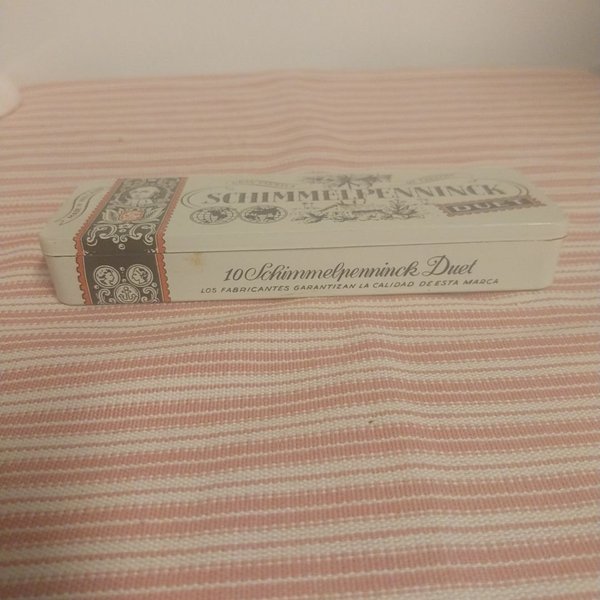 SCHIMMELPENNINCK
DUET
10 Schimmelpenninck Duet
LOS FABRICANTES GARANTIZAN LA CALIDAD DE ESTA MARCA